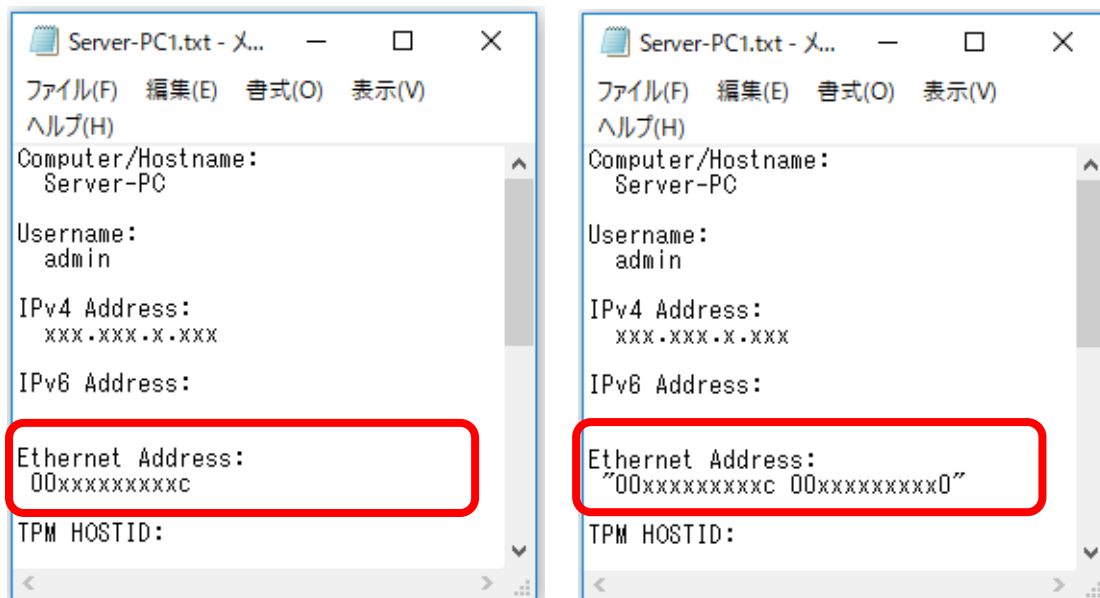 Server-PC1.txt - メ...
ファイル(F) 編集(E) 書式(O) 表示(V)
ヘルプ(H)
Computer/Hostname:
Server-PC
Username:
admin
IPv4 Address:
xxx.xxx.x.xxx
IPv6 Address:
Ethernet Address:
00xxxxxxxxxc
TPM HOSTID:
Server-PC1.txt - メ...
ファイル(F) 編集(E) 書式(O) 表示(V)
ヘルプ(H)
Computer/Hostname:
Server-PC
Username:
admin
IPv4 Address:
xxx.xxx.x.xxx
IPv6 Address:
Ethernet Address:
"00xxxxxxxxxc 00xxxxxxxxx0"
TPM HOSTID: